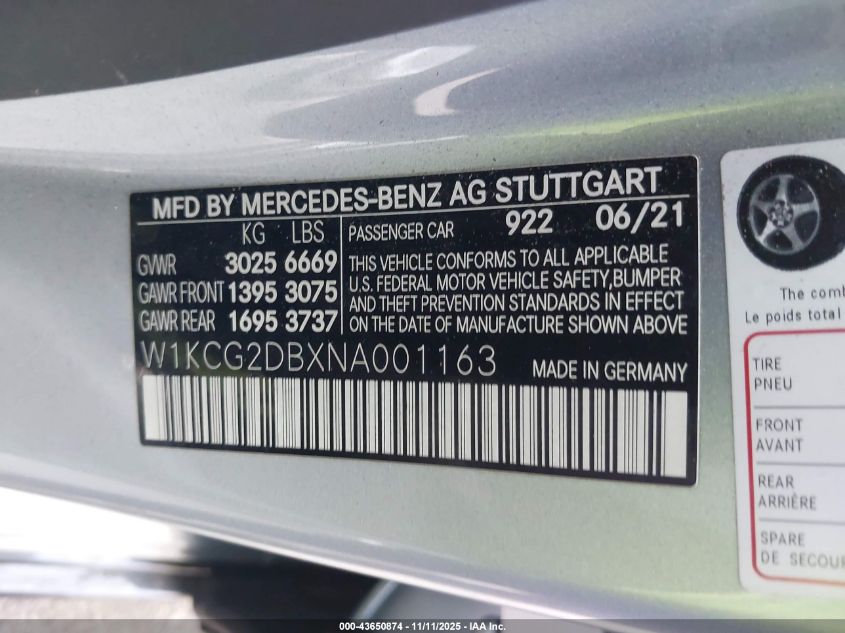 MFD BY MERCEDES-BENZ AG STUTTGART
KG LBS
PASSENGER CAR 922 06/21
GVWR 3025 6669
GAWR FRONT 1395 3075
GAWR REAR 1695 3737
THIS VEHICLE CONFORMS TO ALL APPLICABLE
U.S. FEDERAL MOTOR VEHICLE SAFETY,BUMPER
AND THEFT PREVENTION STANDARDS IN EFFECT
ON THE DATE OF MANUFACTURE SHOWN ABOVE
W1KCG2DBXNA001163
MADE IN GERMANY
The comb
Le poids total
TIRE
PNEU
FRONT
AVANT
REAR
ARRIÈRE
SPARE
DE SECOUR
000-43650874 - 11/11/2025 - IAA Inc.